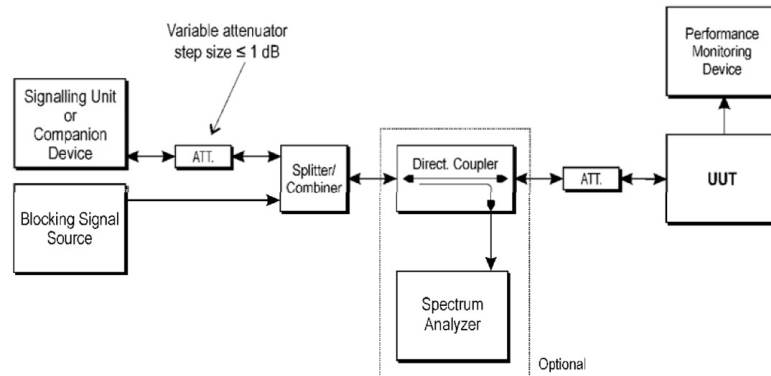 Variable attenuator
step size ≤ 1 dB
Performance
Monitoring
Device
Signalling Unit
or
Companion
Device
ATT.
Splitter/
Combiner
Direct. Coupler
ATT.
UUT
Blocking Signal
Source
Spectrum
Analyzer
Optional